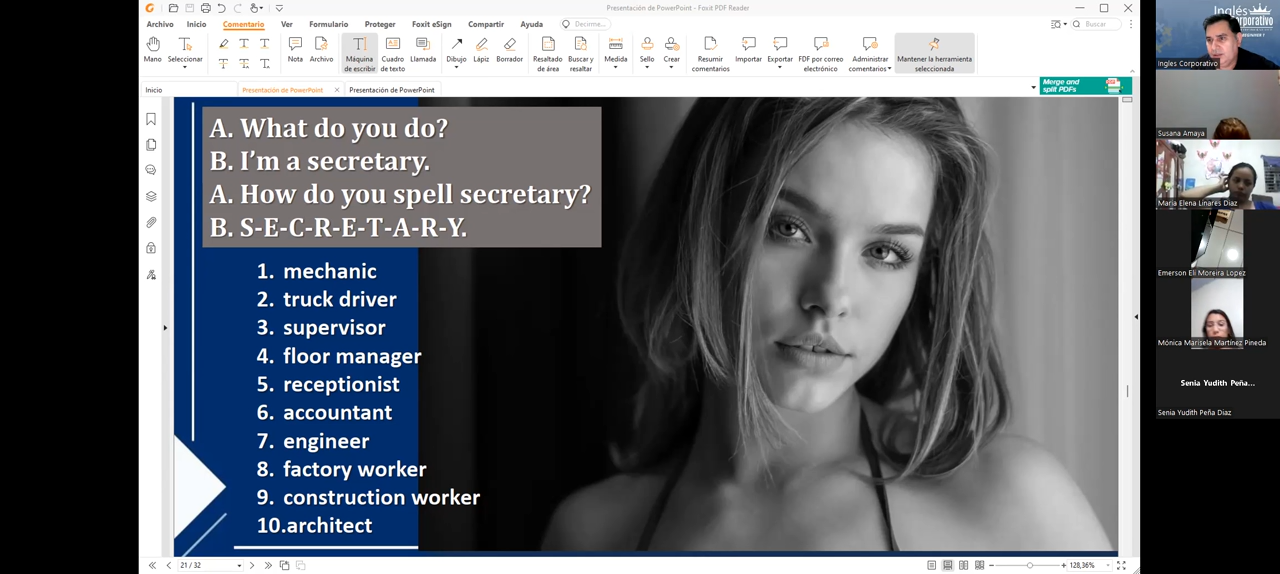 Presentación de PowerPoint - Foxit PDF Reader
Archivo Inicio Comentario Ver Formulario Proteger Foxit eSign Compartir Ayuda Decirme... Buscar
Mano
Seleccionar
Nota
Archivo
Máquina de escribir
Cuadro de texto
Llamada
Dibujo
Lápiz
Borrador
Resaltado de área
Buscar y resaltar
Medida
Sello
Crear
Resumir comentarios
Importar
Exportar
PDF por correo electrónico
Administrar comentarios
Mantener la herramienta seleccionada
Inicio Presentación de PowerPoint Presentación de PowerPoint
Merge and split PDFs
A. What do you do?
B. I'm a secretary.
A. How do you spell secretary?
B. S-E-C-R-E-T-A-R-Y.
1. mechanic
2. truck driver
3. supervisor
4. floor manager
5. receptionist
6. accountant
7. engineer
8. factory worker
9. construction worker
10.architect
21 / 32
128,36%
Inglés
Corporativo
Ingles Corporativo
Susana Amaya
María Elena Linares Diaz
Emerson Eli Moreira Lopez
Mónica Marisela Martínez Pineda
Senia Yudith Peña...
Senia Yudith Peña Diaz